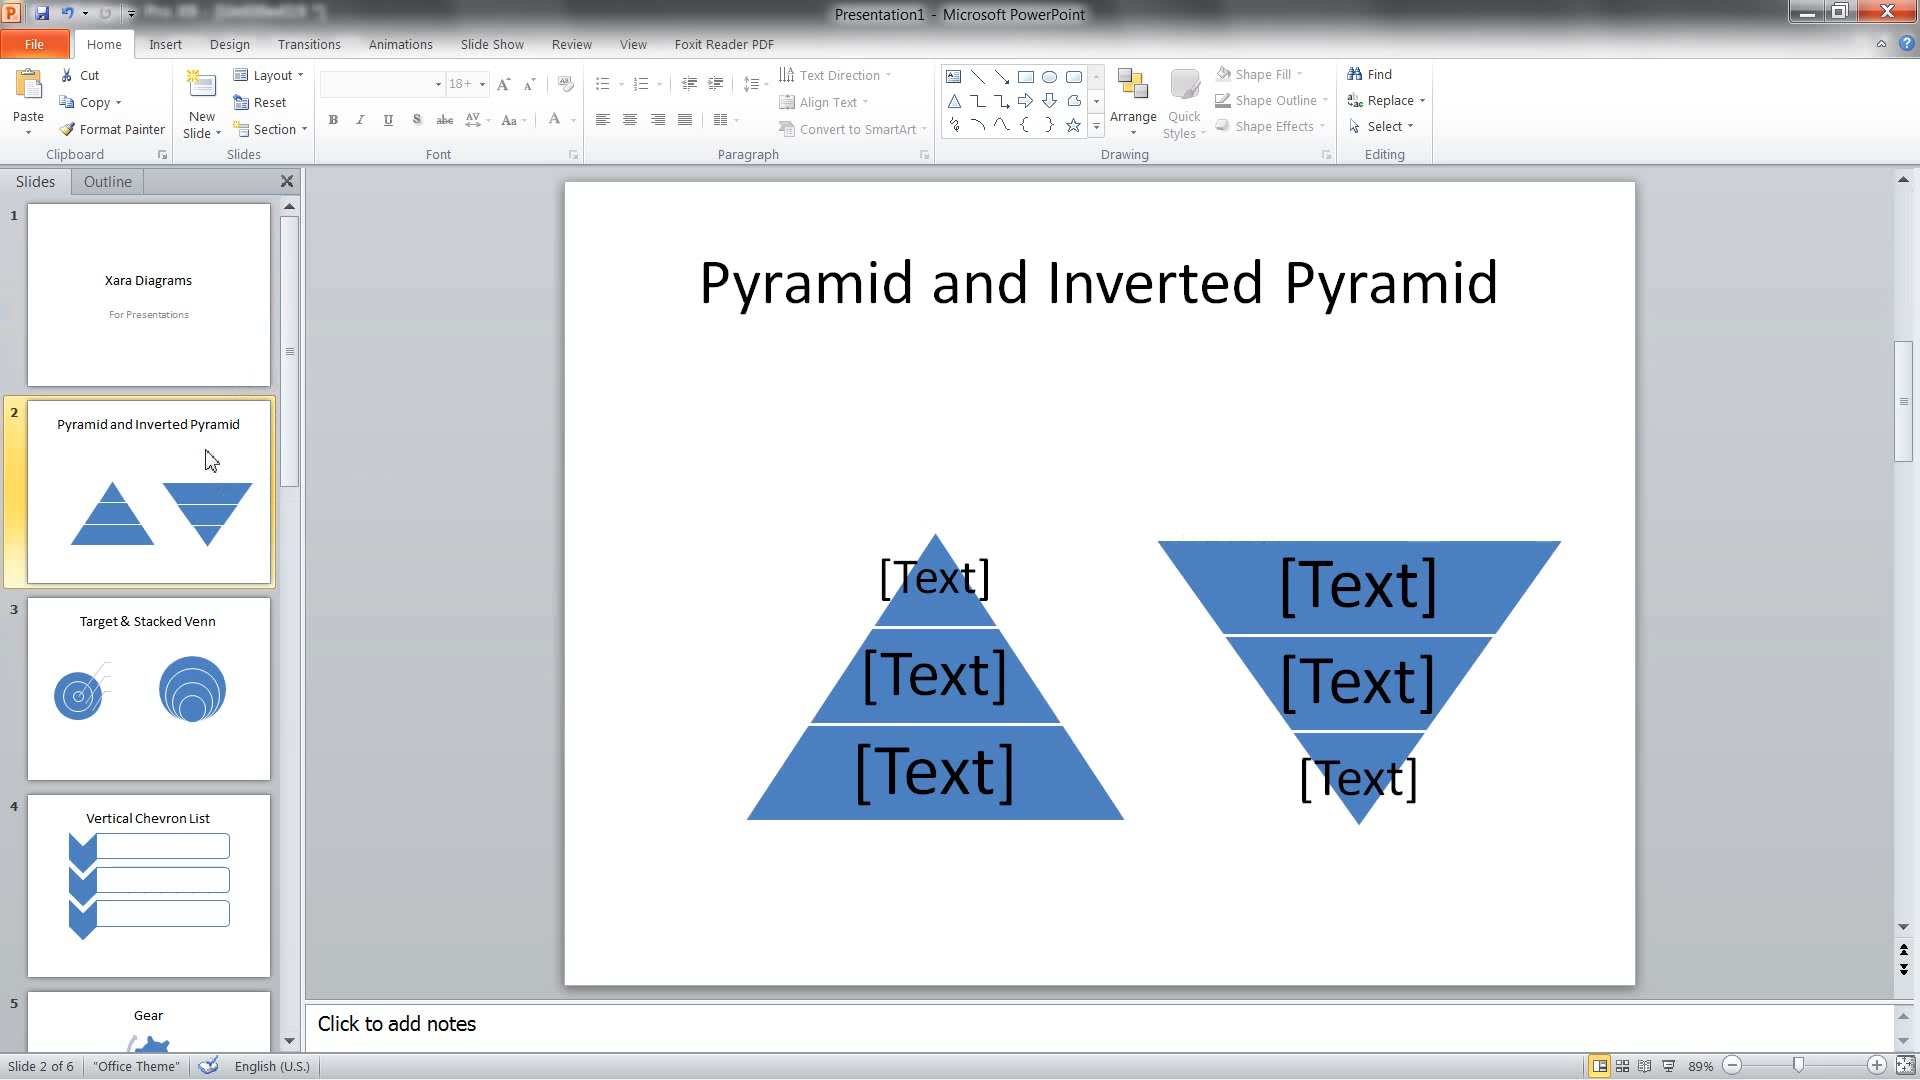 Presentation1 - Microsoft PowerPoint
File Home Insert Design Transitions Animations Slide Show Review View Foxit Reader PDF
Paste
Cut
Copy
Format Painter
Clipboard
New
Slide
Layout
Reset
Section
Slides
18+
B I U S abc AV Aa A
Font
Text Direction
Align Text
Convert to SmartArt
Paragraph
Arrange
Quick
Styles
Shape Fill
Shape Outline
Shape Effects
Drawing
Find
Replace
Select
Editing
Slides Outline
1
Xara Diagrams
For Presentations
2
Pyramid and Inverted Pyramid
3
Target & Stacked Venn
4
Vertical Chevron List
5
Gear
Pyramid and Inverted Pyramid
[Text]
[Text]
[Text]
[Text]
[Text]
[Text]
Click to add notes
Slide 2 of 6 "Office Theme" English (U.S.) 89%